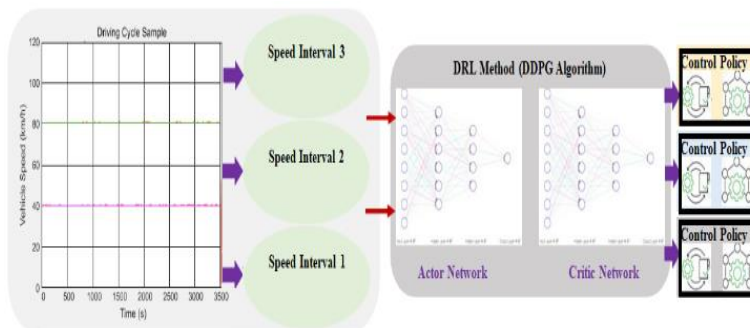 Driving Cycle Sample
120
100
80
60
40
20
0
Vehicle Speed (km/h)
0 500 1000 1500 2000 2500 3000 3500
Time (s)
Speed Interval 3
Speed Interval 2
Speed Interval 1
DRL Method (DDPG Algorithm)
Actor Network
Critic Network
Control Policy
Control Policy
Control Policy